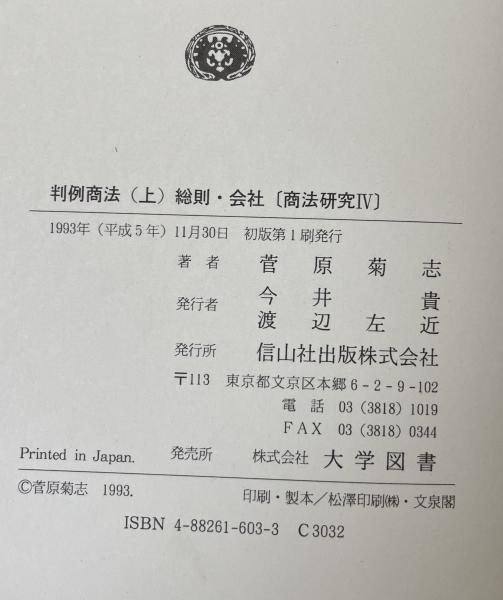 判例商法（上）総則・会社〔商法研究Ⅳ〕
1993年（平成5年）11月30日 初版第1刷発行
著者 菅原菊志
発行者 今井貴
渡辺左近
発行所 信山社出版株式会社
〒113 東京都文京区本郷6-2-9-102
電話 03（3818）1019
FAX 03（3818）0344
Printed in Japan. 発売所 株式会社 大学図書
©菅原菊志 1993. 印刷・製本／松澤印刷㈱・文泉閣
ISBN 4-88261-603-3 C3032